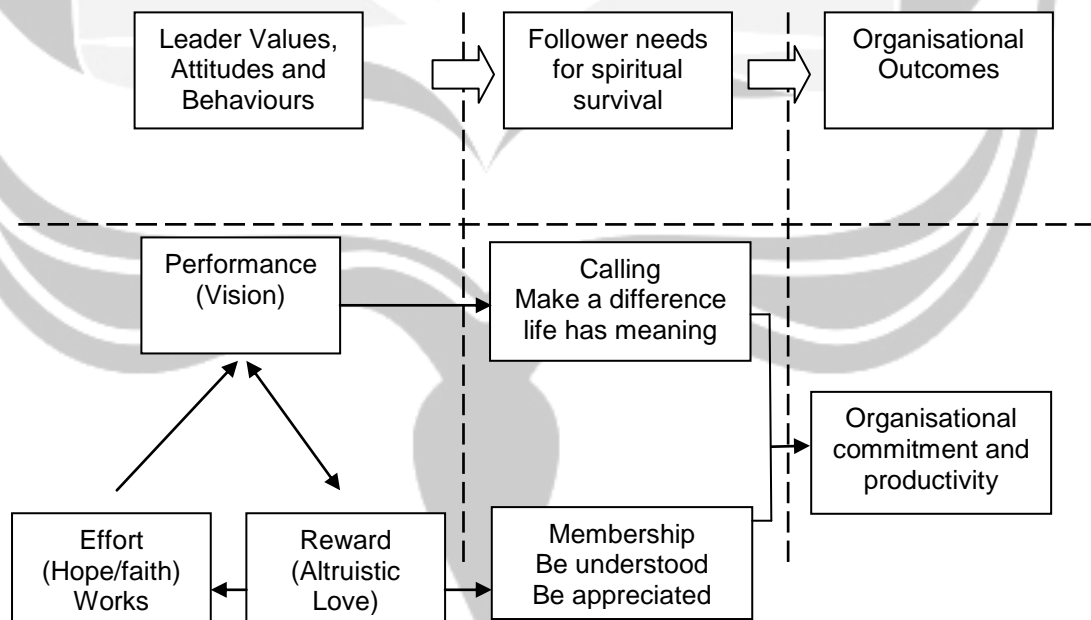 Leader Values,
Attitudes and
Behaviours
Follower needs
for spiritual
survival
Organisational
Outcomes
Performance
(Vision)
Calling
Make a difference
life has meaning
Organisational
commitment and
productivity
Effort
(Hope/faith)
Works
Reward
(Altruistic
Love)
Membership
Be understood
Be appreciated